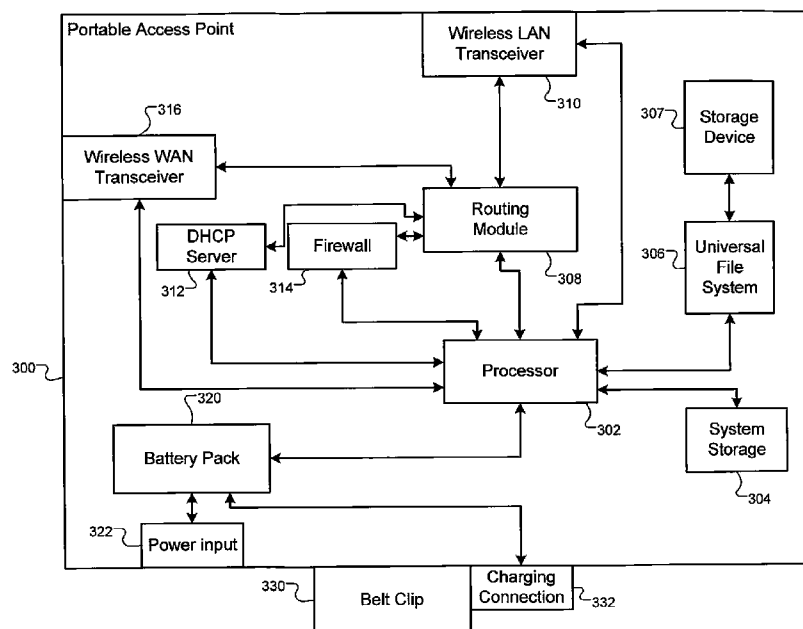 Portable Access Point
Wireless LAN
Transceiver
310
316
Wireless WAN
Transceiver
307
Storage
Device
DHCP
Server
312
Firewall
314
Routing
Module
308
306
Universal
File
System
300
Processor
302
System
Storage
304
320
Battery Pack
322
Power input
330
Belt Clip
Charging
Connection
332